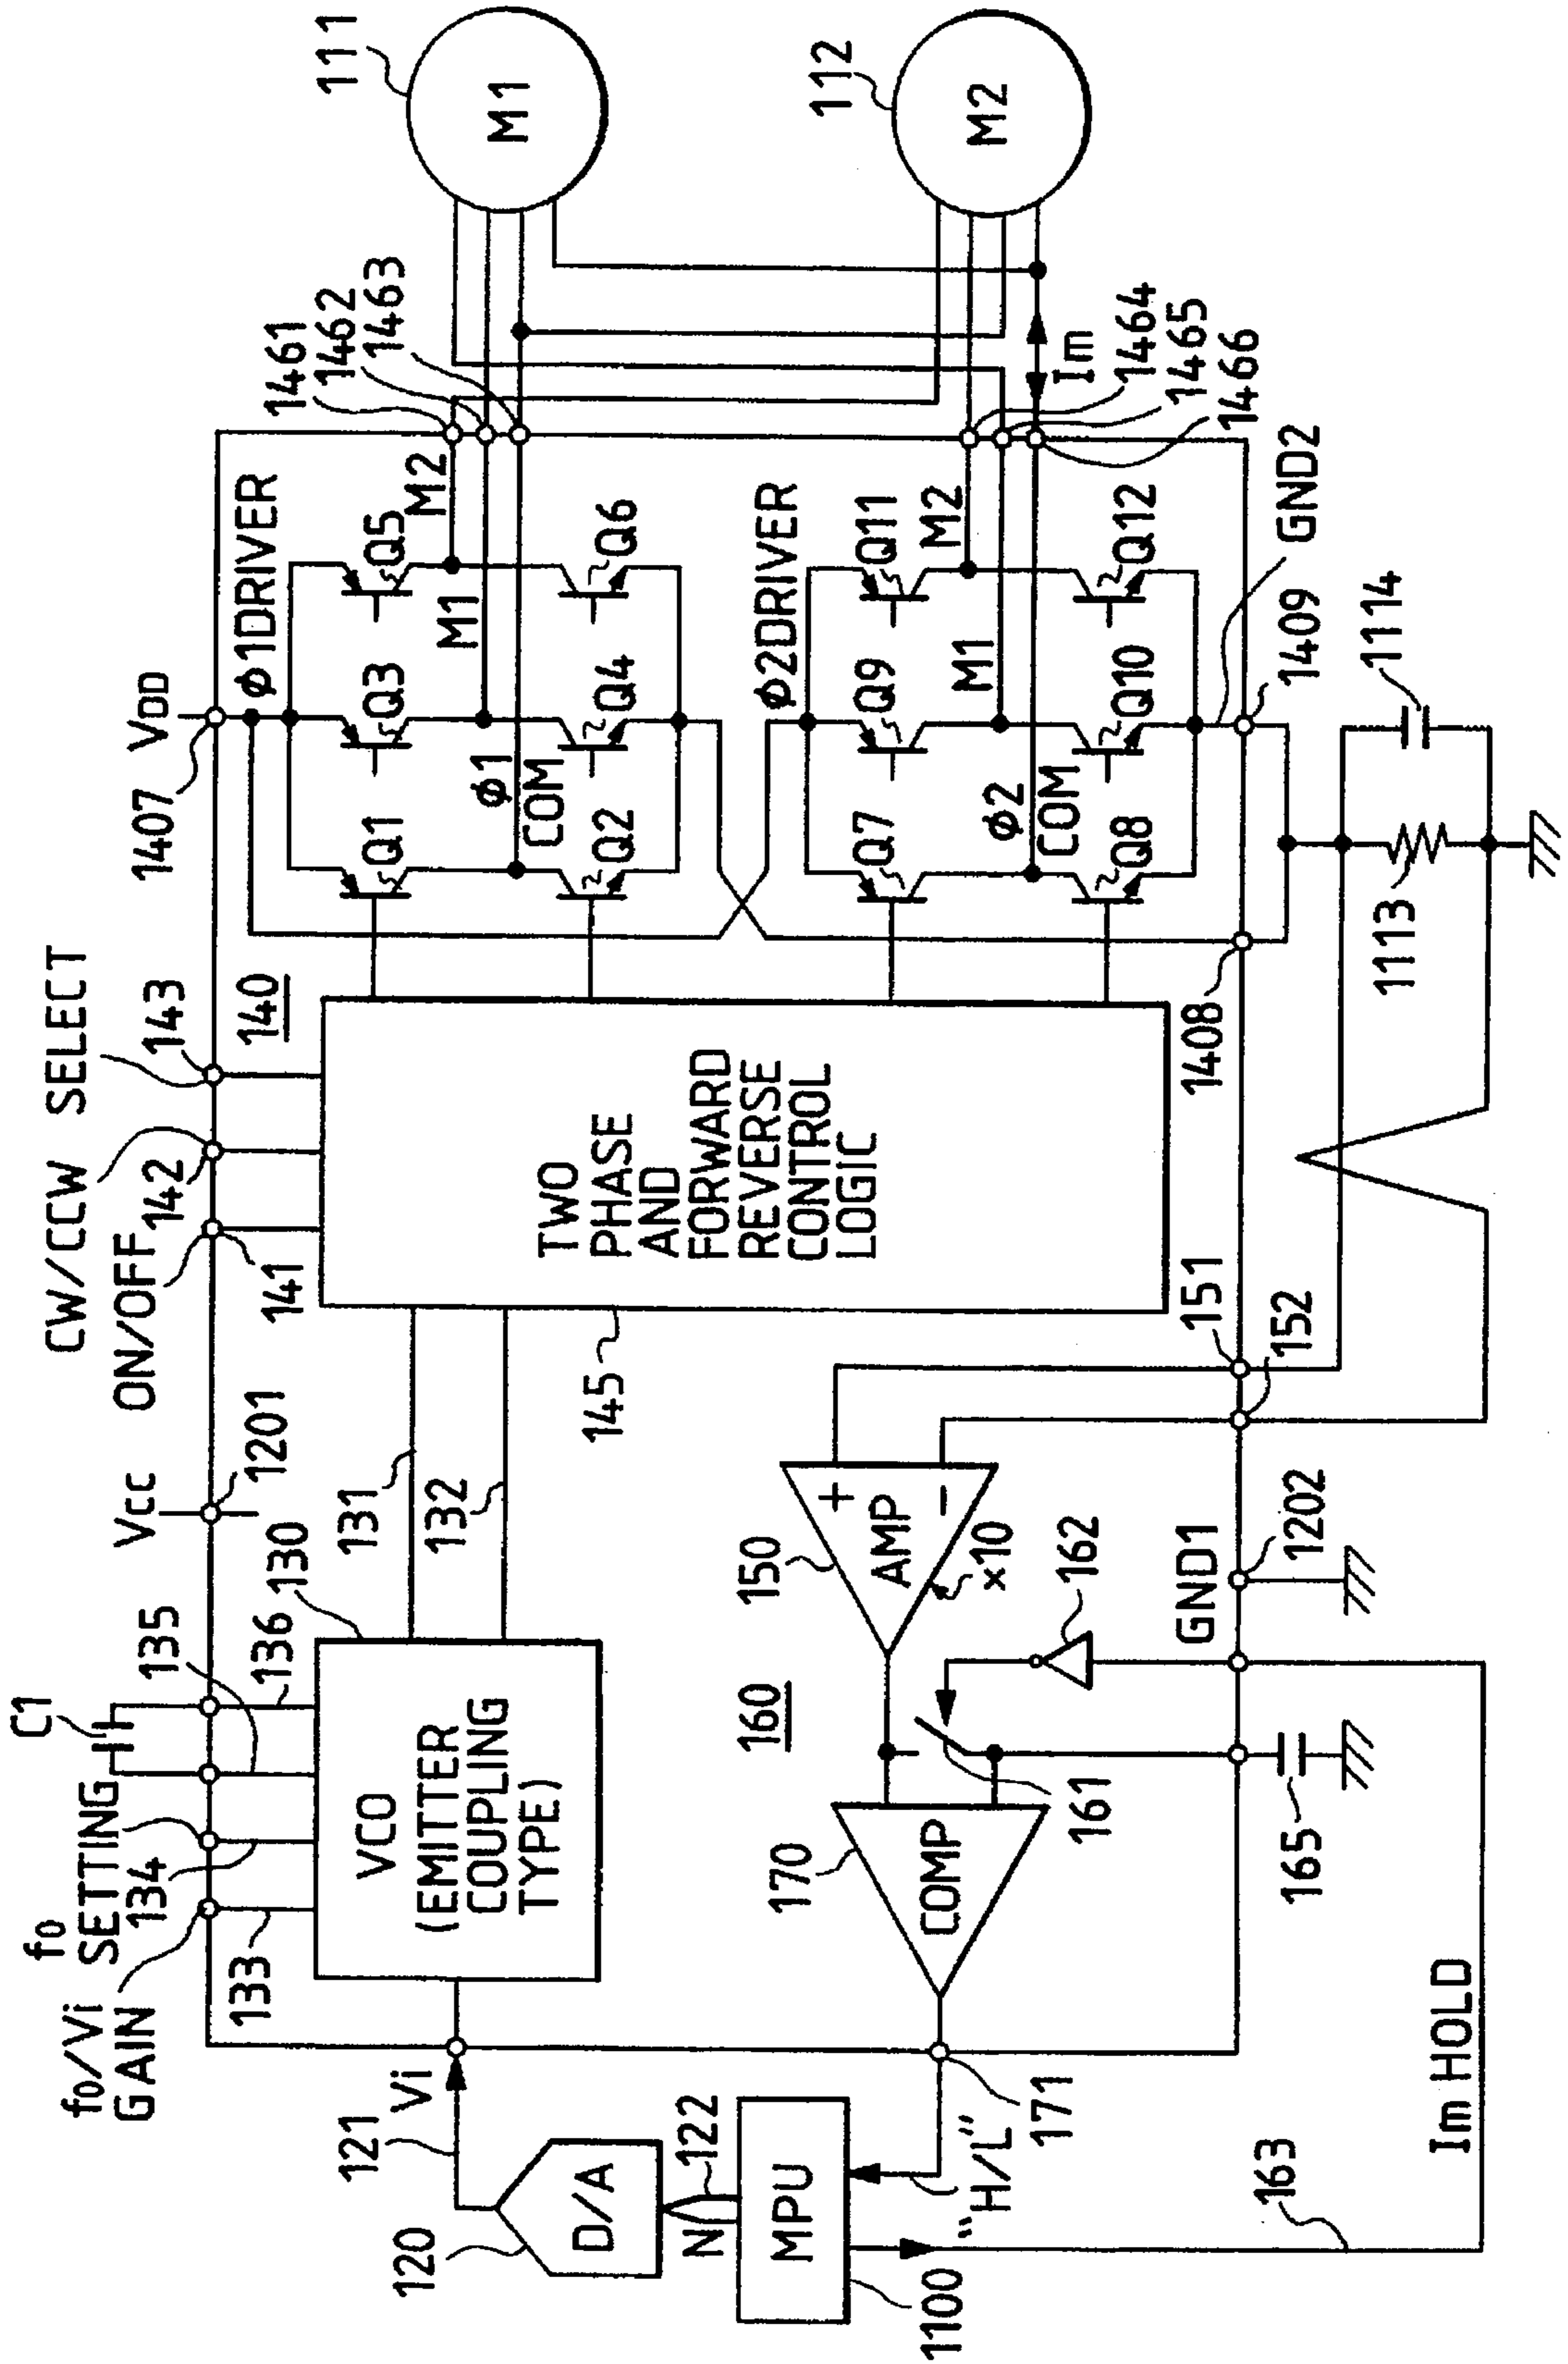 f0/Vi
GAIN
f0
SETTING
C1
133
134
135
136
130
VCC
1201
ON/OFF
141
CW/CCW
142
SELECT
143
140
1407
VDD
Vi
121
120
D/A
N
122
MPU
1100
"H/L"
171
163
Im HOLD
VCO
(EMITTER
COUPLING
TYPE)
131
132
145
TWO
PHASE
AND
FORWARD
REVERSE
CONTROL
LOGIC
ϕ1DRIVER
Q1
Q3
Q5
Q2
Q4
Q6
ϕ1
COM
M1
M2
ϕ2DRIVER
Q7
Q9
Q11
Q8
Q10
Q12
ϕ2
COM
M1
M2
1461
1462
1463
1464
1465
1466
Im
111
M1
112
M2
170
COMP
160
161
162
150
AMP
+
−
×10
165
GND1
1202
151
152
1408
1409
GND2
1113
1114